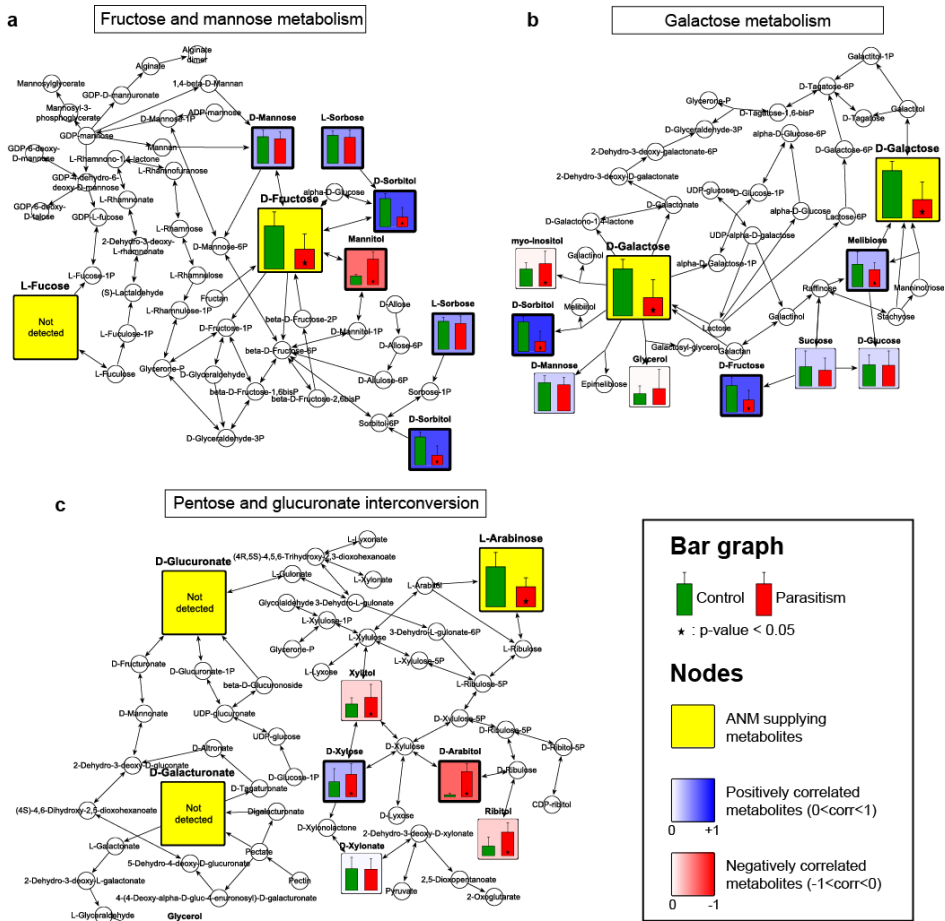 a
Fructose and mannose metabolism
Alginate
dimer
Alginate
Mannosylglycerate
GDP-D-mannuronate
1,4-beta-D-Mannan
Mannosyl-3-
phosphoglycerate
ADP-mannose
D-Mannose-1P
GDP-mannose
D-Mannose
L-Sorbose
Mannan
GDP-6-deoxy-
D-mannose
L-Rhamnono-1,4-lactone
L-Rhamnofuranose
GDP-4-dehydro-6-
deoxy-D-mannose
L-Rhamnonate
alpha-D-Glucose
D-Sorbitol
GDP-6-deoxy-
D-talose
GDP-L-fucose
D-Fructose
L-Rhamnose
2-Dehydro-3-deoxy-
L-rhamnonate
D-Mannose-6P
Mannitol
L-Fucose-1P
L-Rhamnulose
L-Fucose
(S)-Lactaldehyde
Not
detected
Fructan
L-Rhamnulose-1P
D-Allose
L-Sorbose
beta-D-Fructose-2P
D-Fructose-1P
D-Mannitol-1P
L-Fuculose-1P
D-Allose-6P
beta-D-Fructose-6P
Glycerone-P
D-Glyceraldehyde
L-Fuculose
D-Allulose-6P
beta-D-Fructose-1,6bisP
beta-D-Fructose-2,6bisP
Sorbose-1P
Sorbitol-6P
D-Sorbitol
D-Glyceraldehyde-3P
b
Galactose metabolism
Galactitol-1P
D-Tagatose-6P
Glycerone-P
D-Tagatose-1,6-bisP
Galactitol
D-Tagatose
D-Glyceraldehyde-3P
alpha-D-Glucose-6P
2-Dehydro-3-deoxy-galactonate-6P
D-Galactose-6P
D-Galactose
2-Dehydro-3-deoxy-D-galactonate
UDP-glucose
D-Glucose-1P
D-Galactonate
alpha-D-Glucose
Lactose-6P
D-Galactono-1,4-lactone
UDP-alpha-D-galactose
myo-Inositol
D-Galactose
Melibiose
Galactinol
alpha-D-Galactose-1P
Raffinose
Manninotriose
D-Sorbitol
Melibiitol
Galactinol
Stachyose
Lactose
Galactosyl-glycerol
Galactan
Sucrose
D-Glucose
D-Mannose
Glycerol
D-Fructose
Epimelibiose
c
Pentose and glucuronate interconversion
L-Lyxonate
(4R,5S)-4,5,6-Trihydroxy-2,3-dioxohexanoate
L-Arabinose
D-Glucuronate
L-Gulonate
L-Xylonate
L-Arabitol
Not
detected
Glycolaldehyde
3-Dehydro-L-gulonate
L-Xylulose-1P
3-Dehydro-L-gulonate-6P
L-Xylulose
Glycerone-P
L-Ribulose
D-Fructuronate
L-Xylulose-5P
L-Lyxose
D-Glucuronate-1P
Xylitol
L-Ribulose-5P
beta-D-Glucuronoside
D-Mannonate
UDP-glucuronate
D-Xylulose-5P
D-Ribulose-5P
UDP-glucose
D-Altronate
D-Xylose
D-Xylulose
D-Arabitol
D-Ribitol-5P
2-Dehydro-3-deoxy-D-gluconate
D-Galacturonate
D-Glucose-1P
D-Ribulose
D-Tagaturonate
CDP-ribitol
(4S)-4,6-Dihydroxy-2,5-dioxohexanoate
Not
detected
Digalacturonate
D-Lyxose
Ribitol
D-Xylonolactone
2-Dehydro-3-deoxy-D-xylonate
L-Galactonate
Pectate
D-Xylonate
5-Dehydro-4-deoxy-D-glucuronate
2-Dehydro-3-deoxy-L-galactonate
Pectin
Pyruvate
2,5-Dioxopentanoate
4-(4-Deoxy-alpha-D-gluc-4-enuronosyl)-D-galacturonate
2-Oxoglutarate
L-Glyceraldehyde
Glycerol
Bar graph
Control
Parasitism
★ : p-value < 0.05
Nodes
ANM supplying
metabolites
Positively correlated
metabolites (0<corr<1)
0 +1
Negatively correlated
metabolites (-1<corr<0)
0 -1